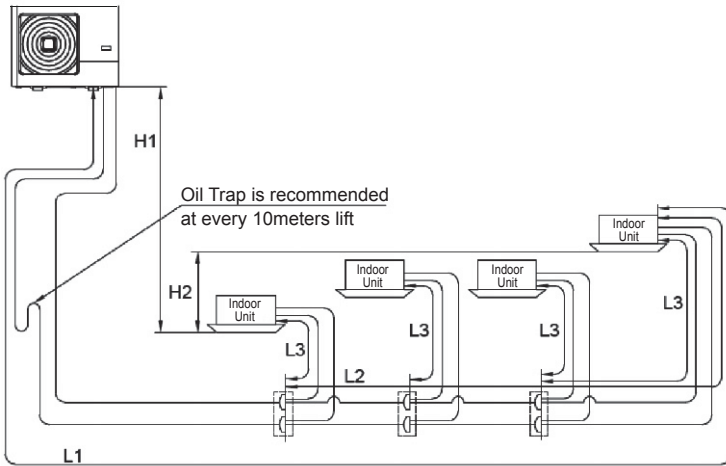 H1
Oil Trap is recommended
at every 10meters lift
Indoor
Unit
H2
Indoor
Unit
Indoor
Unit
Indoor
Unit
L3
L3
L3
L3
L2
L1